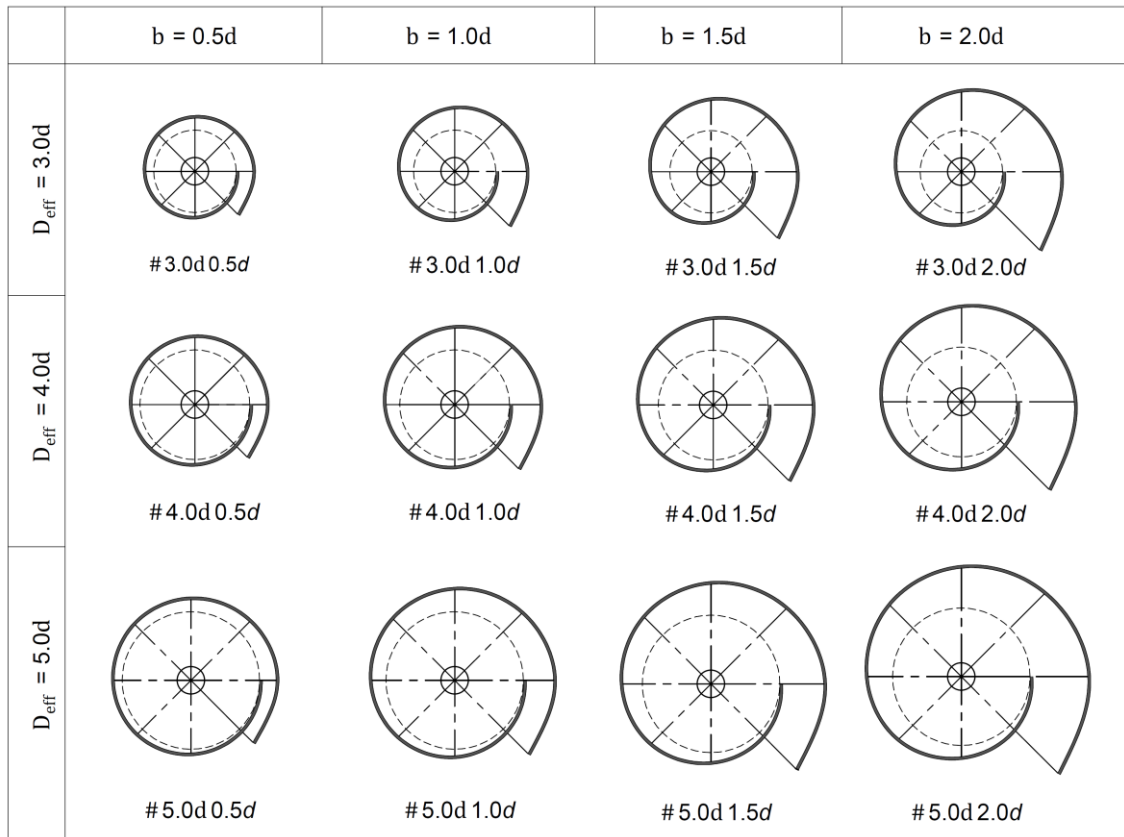 b = 0.5d b = 1.0d b = 1.5d b = 2.0d
D_eff = 3.0d
#3.0d 0.5d #3.0d 1.0d #3.0d 1.5d #3.0d 2.0d
D_eff = 4.0d
#4.0d 0.5d #4.0d 1.0d #4.0d 1.5d #4.0d 2.0d
D_eff = 5.0d
#5.0d 0.5d #5.0d 1.0d #5.0d 1.5d #5.0d 2.0d